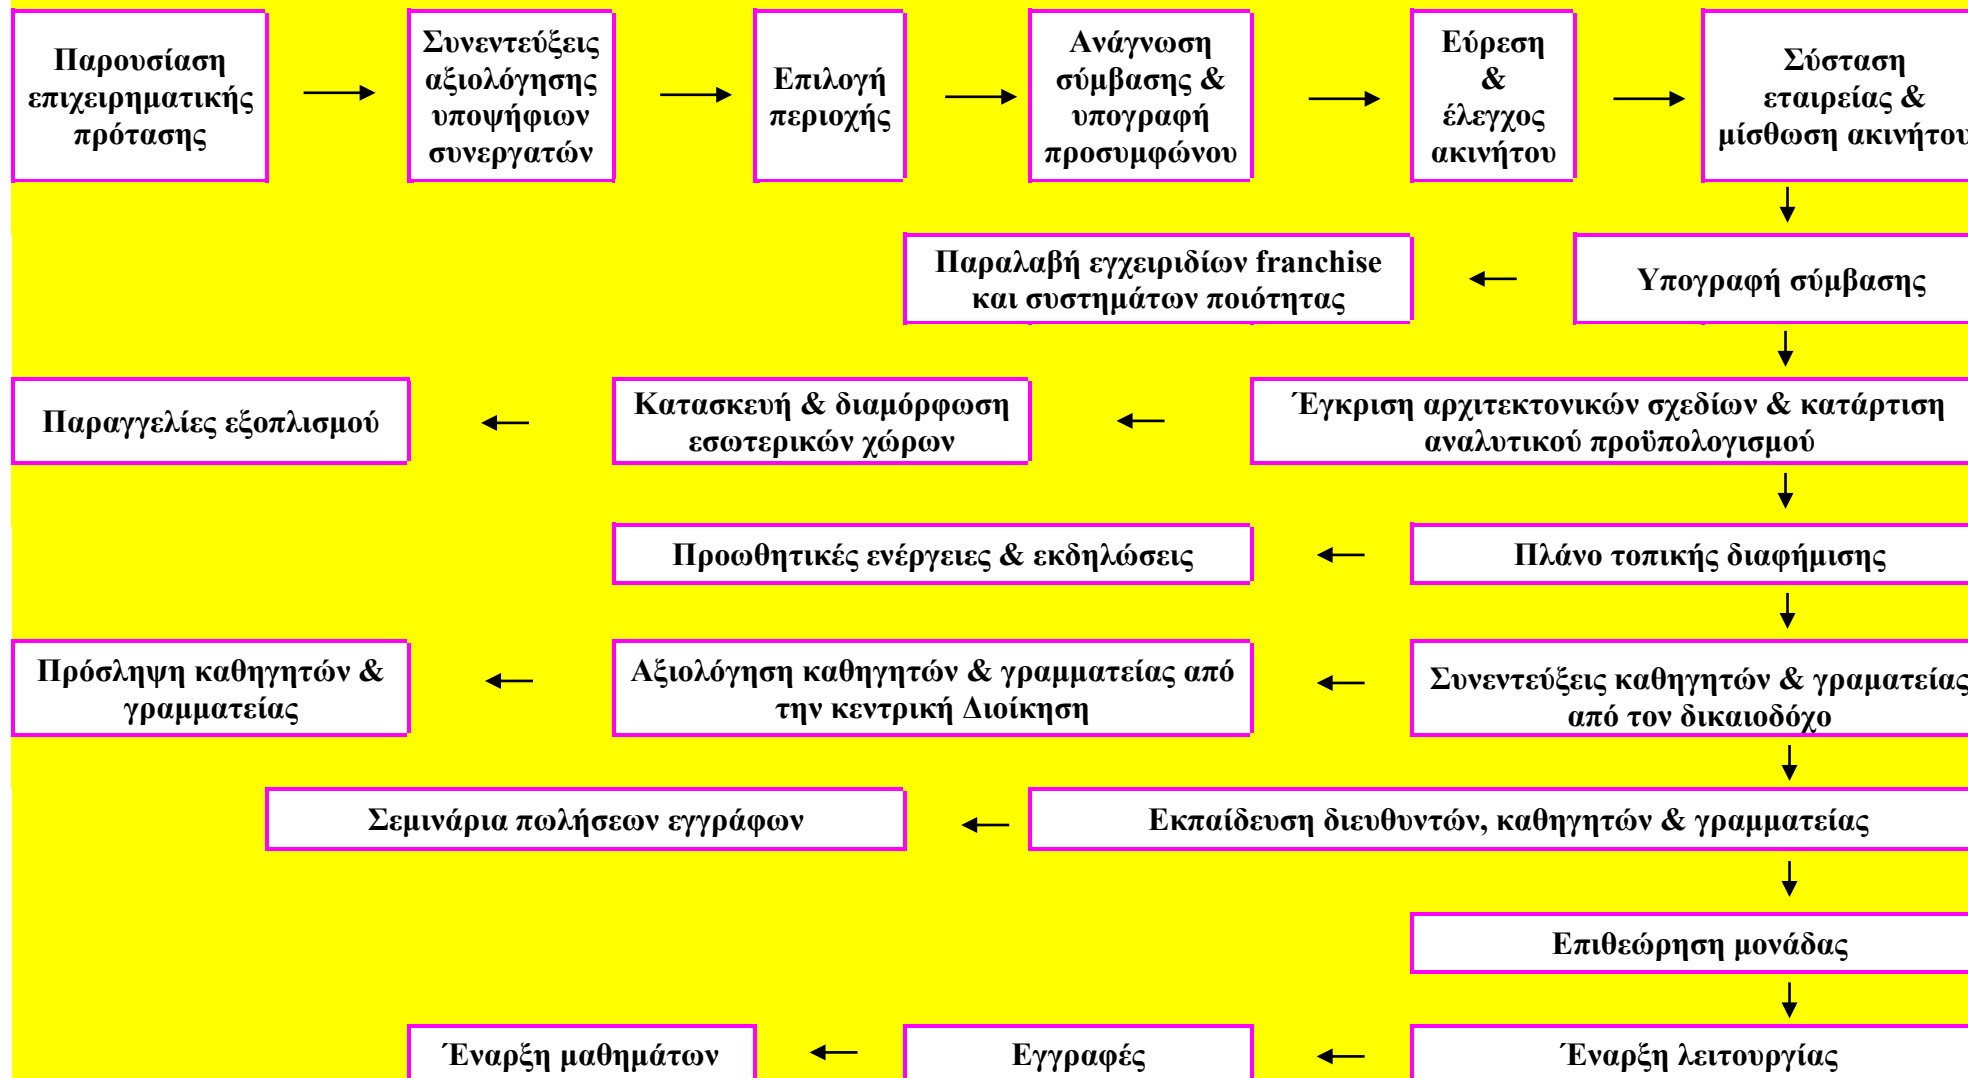 Παρουσίαση
επιχειρηματικής
πρότασης
Συνεντεύξεις
αξιολόγησης
υποψήφιων
συνεργατών
Επιλογή
περιοχής
Ανάγνωση
σύμβασης &
υπογραφή
προσυμφώνου
Εύρεση
&
έλεγχος
ακινήτου
Σύσταση
εταιρείας &
μίσθωση ακινήτου
Παραλαβή εγχειριδίων franchise
και συστημάτων ποιότητας
Υπογραφή σύμβασης
Παραγγελίες εξοπλισμού
Κατασκευή & διαμόρφωση
εσωτερικών χώρων
Έγκριση αρχιτεκτονικών σχεδίων & κατάρτιση
αναλυτικού προϋπολογισμού
Προωθητικές ενέργειες & εκδηλώσεις
Πλάνο τοπικής διαφήμισης
Πρόσληψη καθηγητών &
γραμματείας
Αξιολόγηση καθηγητών & γραμματείας από
την κεντρική Διοίκηση
Συνεντεύξεις καθηγητών & γραματείας
από τον δικαιοδόχο
Σεμινάρια πωλήσεων εγγράφων
Εκπαίδευση διευθυντών, καθηγητών & γραμματείας
Επιθεώρηση μονάδας
Έναρξη μαθημάτων
Εγγραφές
Έναρξη λειτουργίας